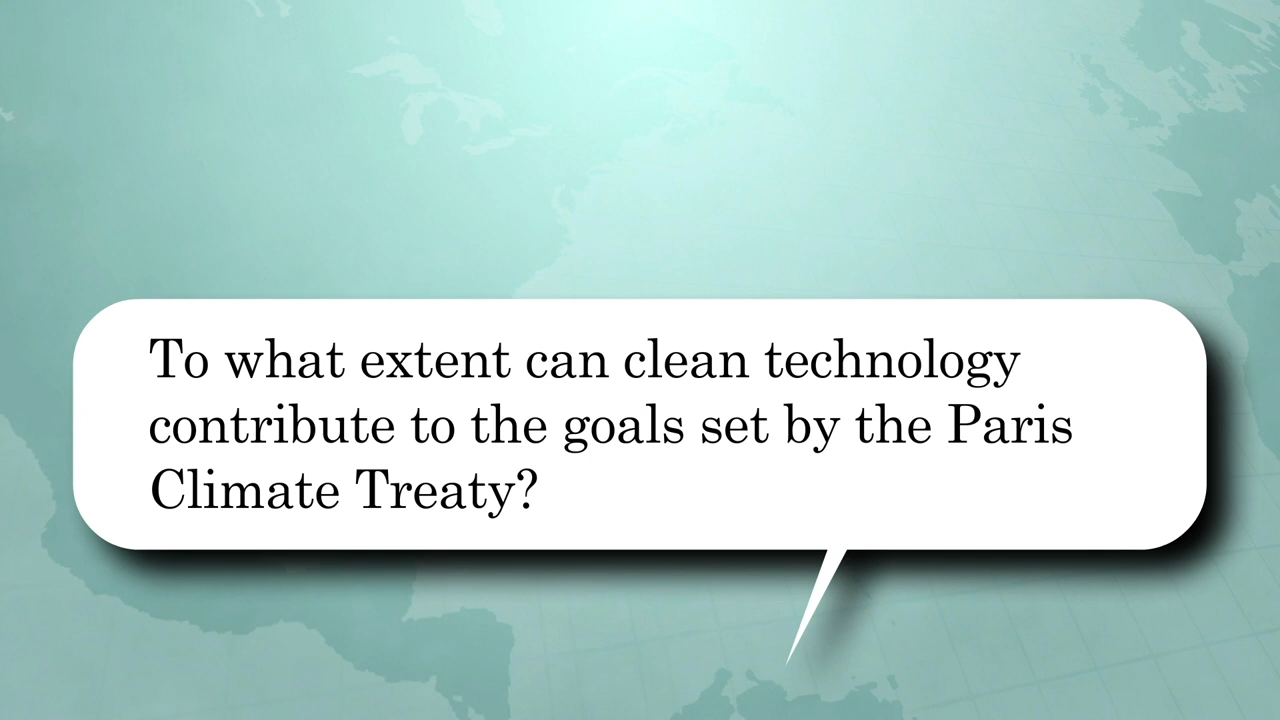 To what extent can clean technology
contribute to the goals set by the Paris
Climate Treaty?